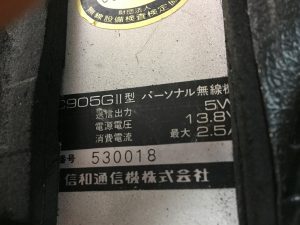 財団法人
無線設備検査検定協
C905GII型 パーソナル無線機
送信出力 5W
電源電圧 13.8V
消費電流 最大 2.5A
番号 530018
信和通信機株式会社